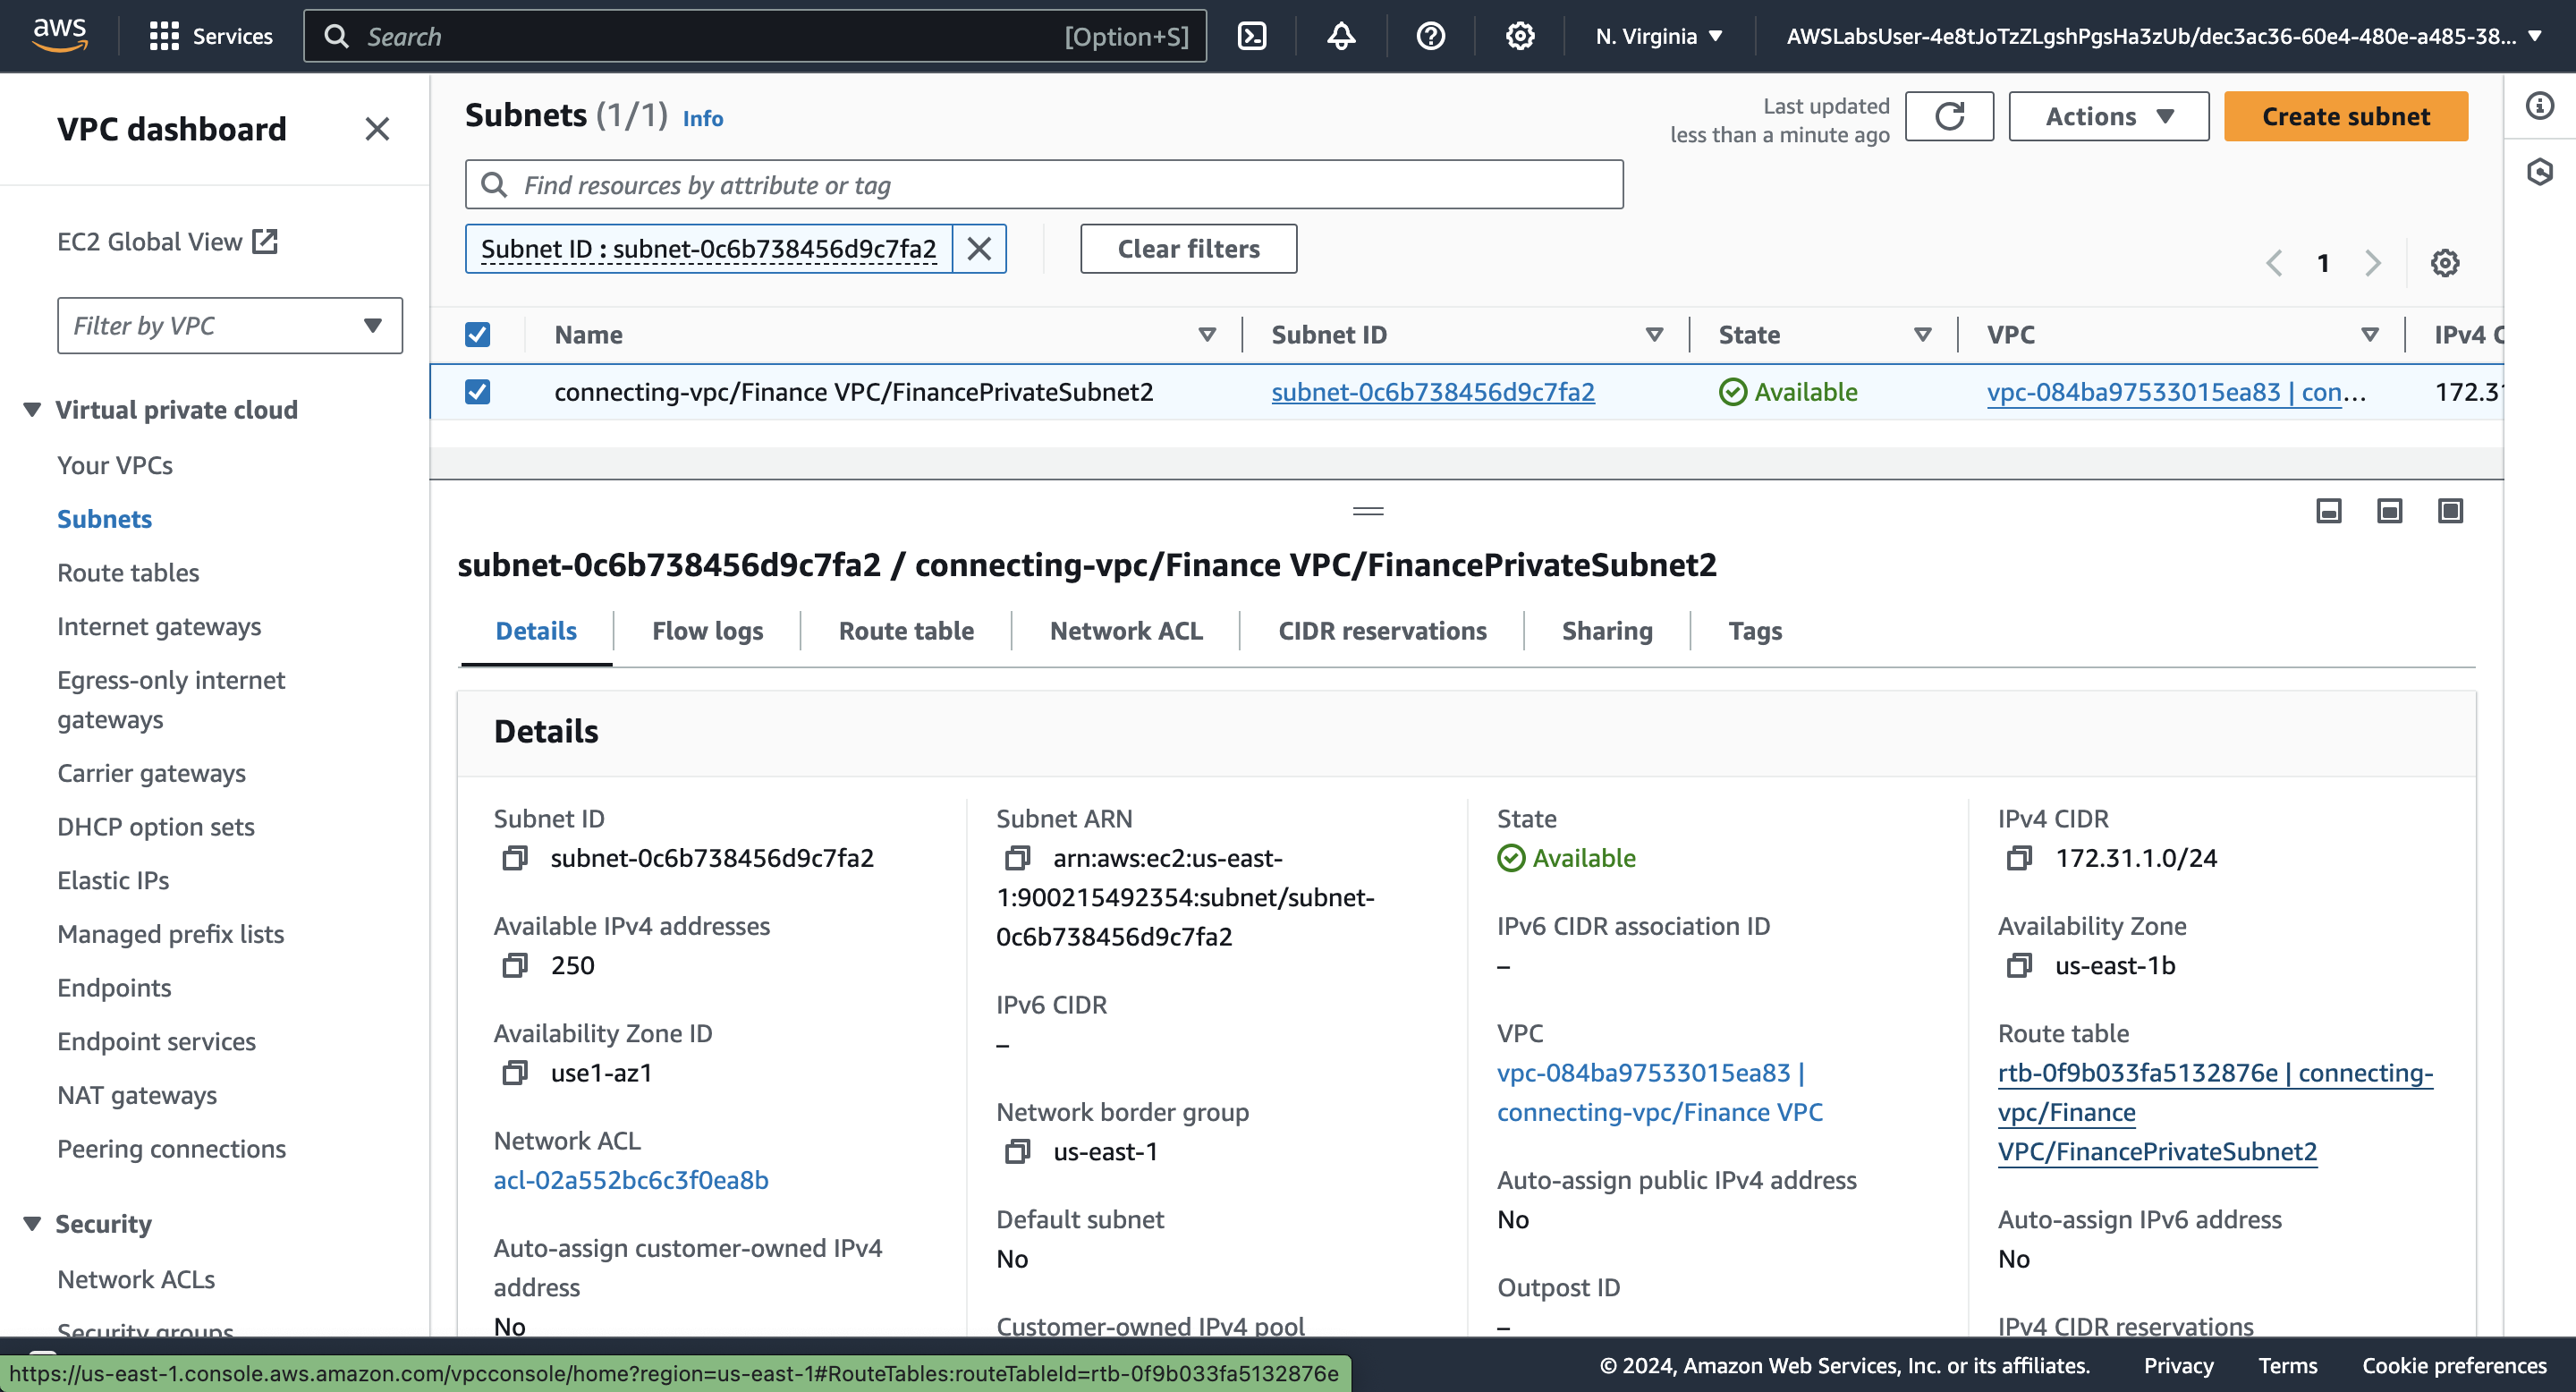 aws
Services
Search
[Option+S]
N. Virginia
AWSLabsUser-4e8tJoTzZLgshPgsHa3zUb/dec3ac36-60e4-480e-a485-38...
VPC dashboard
EC2 Global View
Filter by VPC
Virtual private cloud
Your VPCs
Subnets
Route tables
Internet gateways
Egress-only internet
gateways
Carrier gateways
DHCP option sets
Elastic IPs
Managed prefix lists
Endpoints
Endpoint services
NAT gateways
Peering connections
Security
Network ACLs
Security groups
Subnets (1/1) Info
Last updated
less than a minute ago
Actions
Create subnet
Find resources by attribute or tag
Subnet ID : subnet-0c6b738456d9c7fa2
Clear filters
1
Name
Subnet ID
State
VPC
IPv4 C
connecting-vpc/Finance VPC/FinancePrivateSubnet2
subnet-0c6b738456d9c7fa2
Available
vpc-084ba97533015ea83 | con...
172.31
subnet-0c6b738456d9c7fa2 / connecting-vpc/Finance VPC/FinancePrivateSubnet2
Details
Flow logs
Route table
Network ACL
CIDR reservations
Sharing
Tags
Details
Subnet ID
subnet-0c6b738456d9c7fa2
Available IPv4 addresses
250
Availability Zone ID
use1-az1
Network ACL
acl-02a552bc6c3f0ea8b
Auto-assign customer-owned IPv4
address
No
Subnet ARN
arn:aws:ec2:us-east-
1:900215492354:subnet/subnet-
0c6b738456d9c7fa2
IPv6 CIDR
–
Network border group
us-east-1
Default subnet
No
Customer-owned IPv4 pool
State
Available
IPv6 CIDR association ID
–
VPC
vpc-084ba97533015ea83 |
connecting-vpc/Finance VPC
Auto-assign public IPv4 address
No
Outpost ID
–
IPv4 CIDR
172.31.1.0/24
Availability Zone
us-east-1b
Route table
rtb-0f9b033fa5132876e | connecting-
vpc/Finance
VPC/FinancePrivateSubnet2
Auto-assign IPv6 address
No
IPv4 CIDR reservations
https://us-east-1.console.aws.amazon.com/vpcconsole/home?region=us-east-1#RouteTables:routeTableId=rtb-0f9b033fa5132876e
© 2024, Amazon Web Services, Inc. or its affiliates.
Privacy
Terms
Cookie preferences